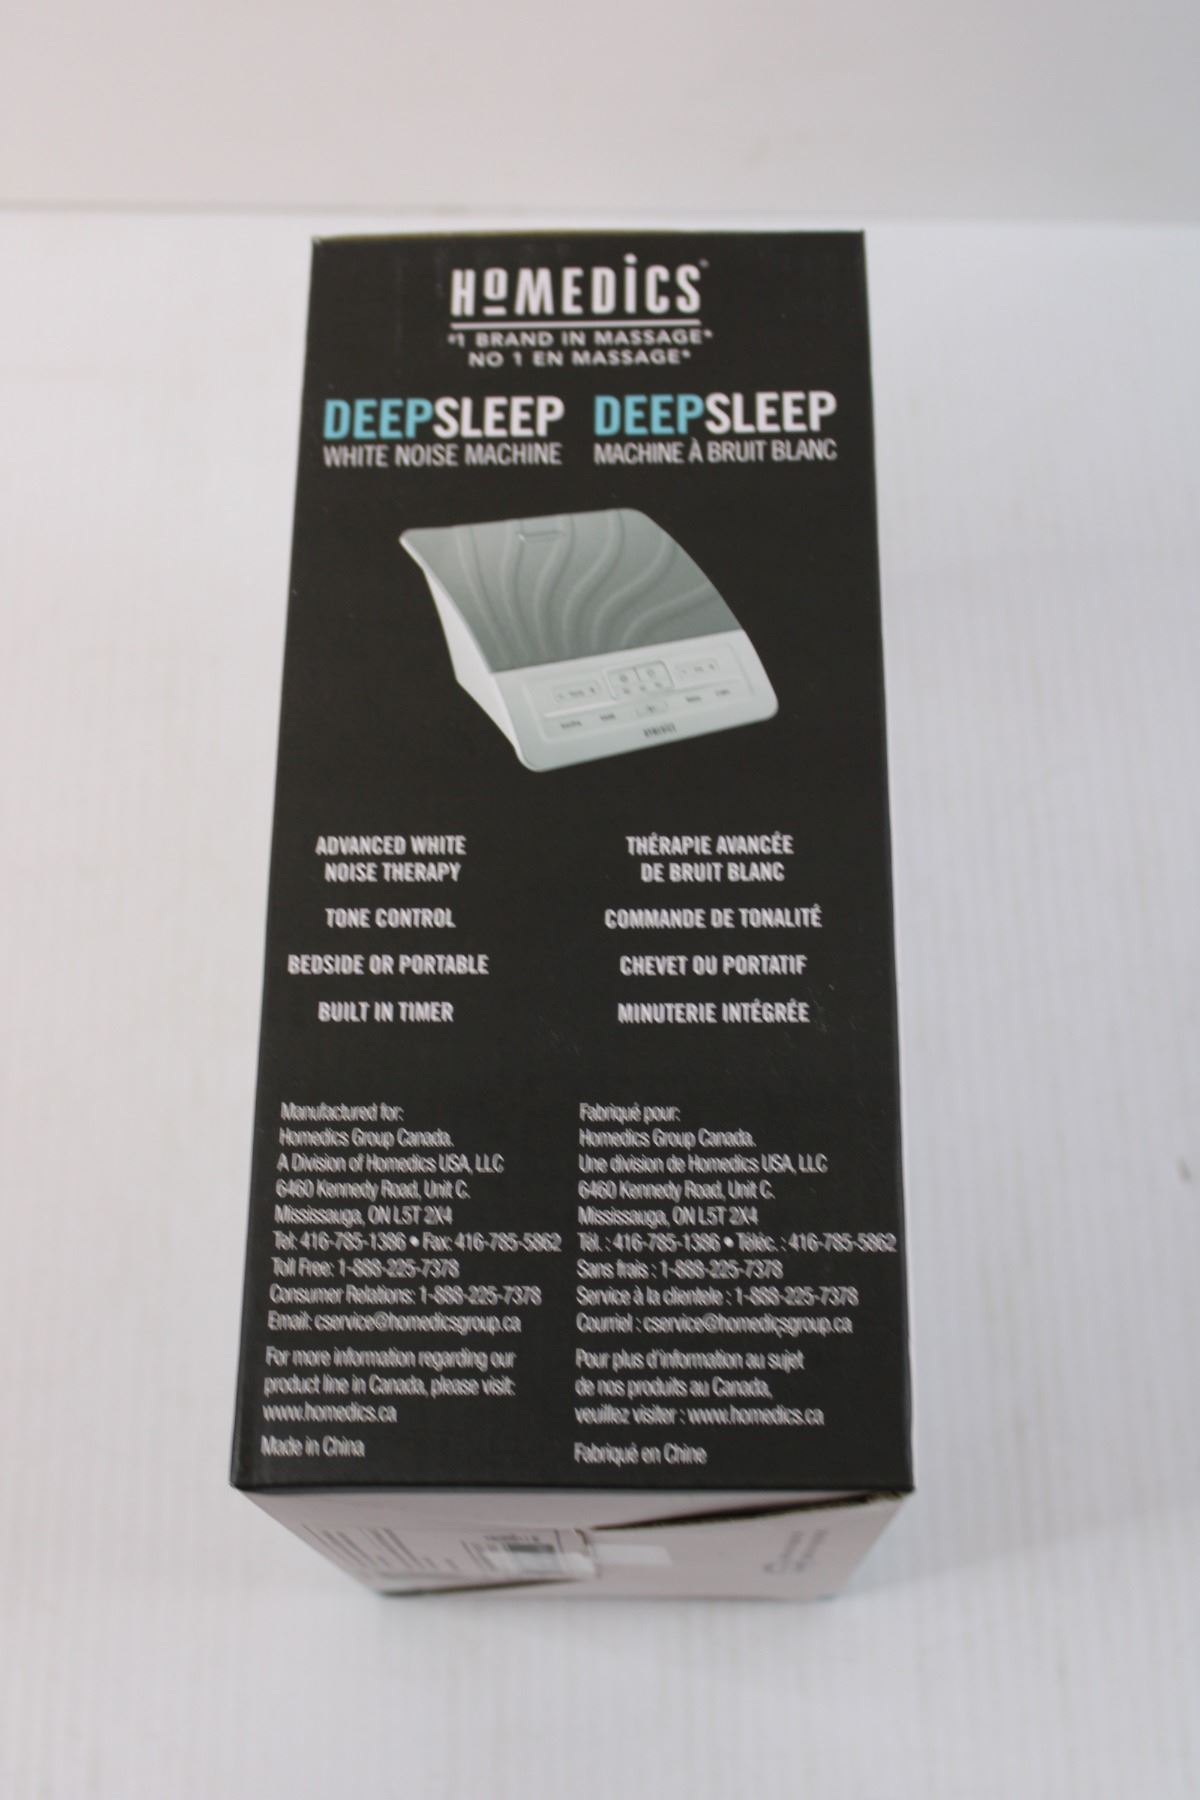 HOMEDICS
#1 BRAND IN MASSAGE*
NO 1 EN MASSAGE*
DEEPSLEEP
WHITE NOISE MACHINE
DEEPSLEEP
MACHINE À BRUIT BLANC
HOMEDICS
ADVANCED WHITE
NOISE THERAPY
TONE CONTROL
BEDSIDE OR PORTABLE
BUILT IN TIMER
THÉRAPIE AVANCÉE
DE BRUIT BLANC
COMMANDE DE TONALITÉ
CHEVET OU PORTATIF
MINUTERIE INTÉGRÉE
Manufactured for:
Homedics Group Canada.
A Division of Homedics USA, LLC
6460 Kennedy Road, Unit C.
Mississauga, ON L5T 2X4
Tel: 416-785-1386 • Fax: 416-785-5862
Toll Free: 1-888-225-7378
Consumer Relations: 1-888-225-7378
Email: cservice@homedicsgroup.ca
For more information regarding our
product line in Canada, please visit:
www.homedics.ca
Made in China
Fabriqué pour:
Homedics Group Canada.
Une division de Homedics USA, LLC
6460 Kennedy Road, Unit C.
Mississauga, ON L5T 2X4
Tél. : 416-785-1386 • Téléc. : 416-785-5862
Sans frais : 1-888-225-7378
Service à la clientele : 1-888-225-7378
Courriel : cservice@homedicsgroup.ca
Pour plus d'information au sujet
de nos produits au Canada,
veuillez visiter : www.homedics.ca
Fabriqué en Chine